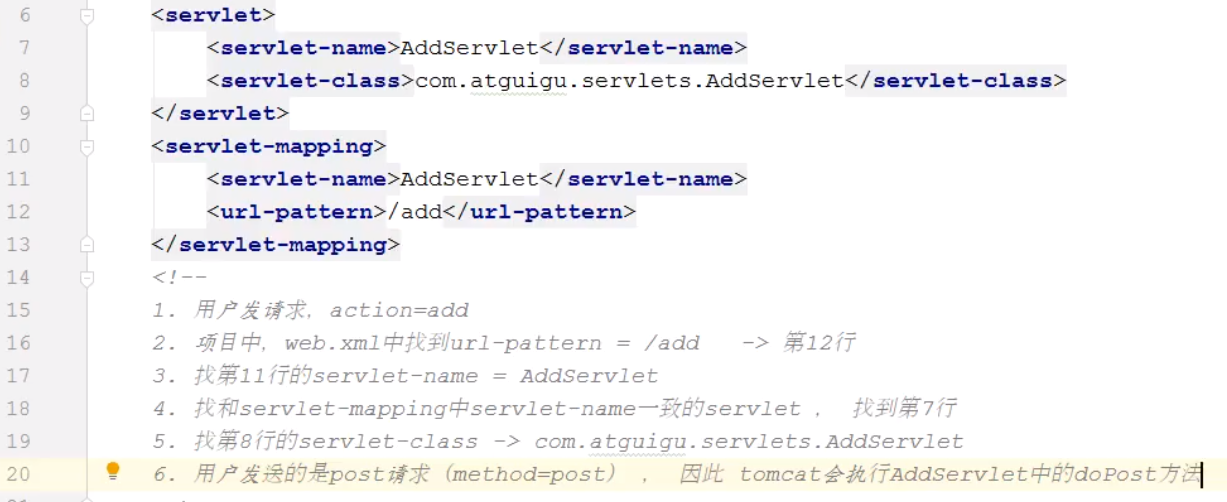 6 <servlet>
7 <servlet-name>AddServlet</servlet-name>
8 <servlet-class>com.atguigu.servlets.AddServlet</servlet-class>
9 </servlet>
10 <servlet-mapping>
11 <servlet-name>AddServlet</servlet-name>
12 <url-pattern>/add</url-pattern>
13 </servlet-mapping>
14 <!--
15 1. 用户发请求, action=add
16 2. 项目中, web.xml中找到url-pattern = /add -> 第12行
17 3. 找第11行的servlet-name = AddServlet
18 4. 找和servlet-mapping中servlet-name一致的servlet , 找到第7行
19 5. 找第8行的servlet-class -> com.atguigu.servlets.AddServlet
20 6. 用户发送的是post请求 (method=post) , 因此 tomcat会执行AddServlet中的doPost方法